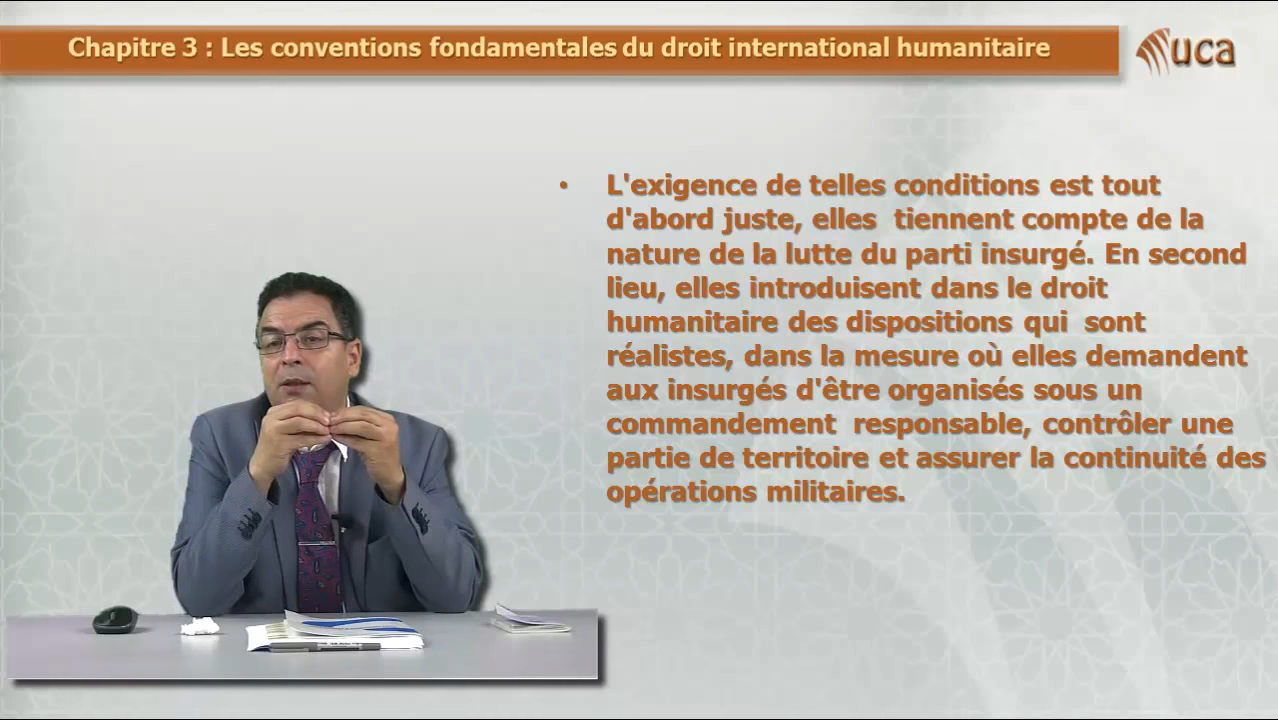 Chapitre 3 : Les conventions fondamentales du droit international humanitaire
uca
• L'exigence de telles conditions est tout
d'abord juste, elles tiennent compte de la
nature de la lutte du parti insurgé. En second
lieu, elles introduisent dans le droit
humanitaire des dispositions qui sont
réalistes, dans la mesure où elles demandent
aux insurgés d'être organisés sous un
commandement responsable, contrôler une
partie de territoire et assurer la continuité des
opérations militaires.